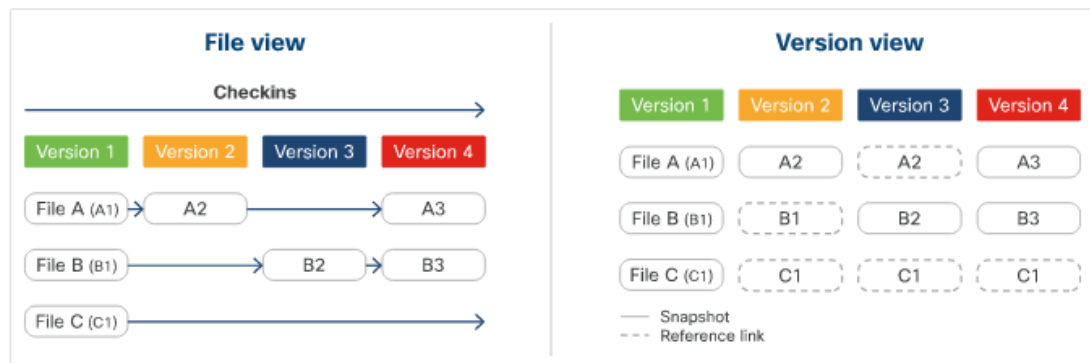 File view
Checkins
Version 1 Version 2 Version 3 Version 4
File A (A1) A2 A3
File B (B1) B2 B3
File C (C1)
Version view
Version 1 Version 2 Version 3 Version 4
File A (A1) A2 A2 A3
File B (B1) B1 B2 B3
File C (C1) C1 C1 C1
Snapshot
Reference link